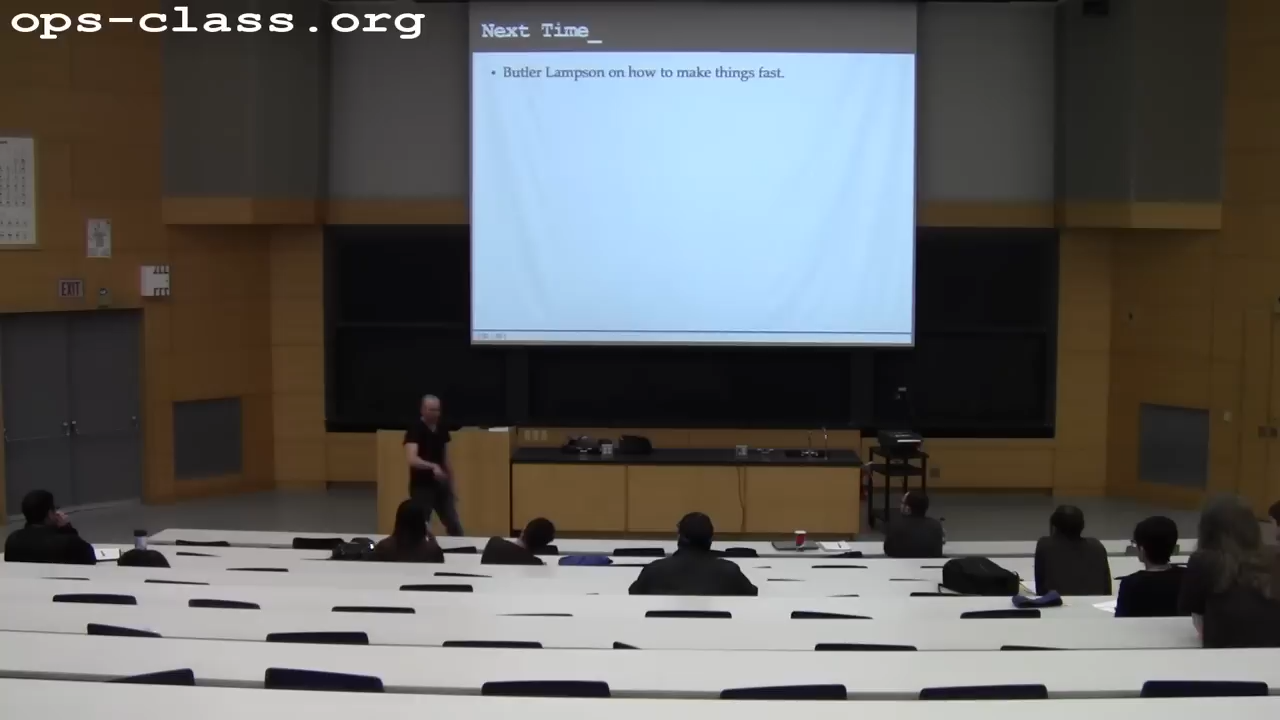 ops-class.org
Next Time_
• Butler Lampson on how to make things fast.
EXIT